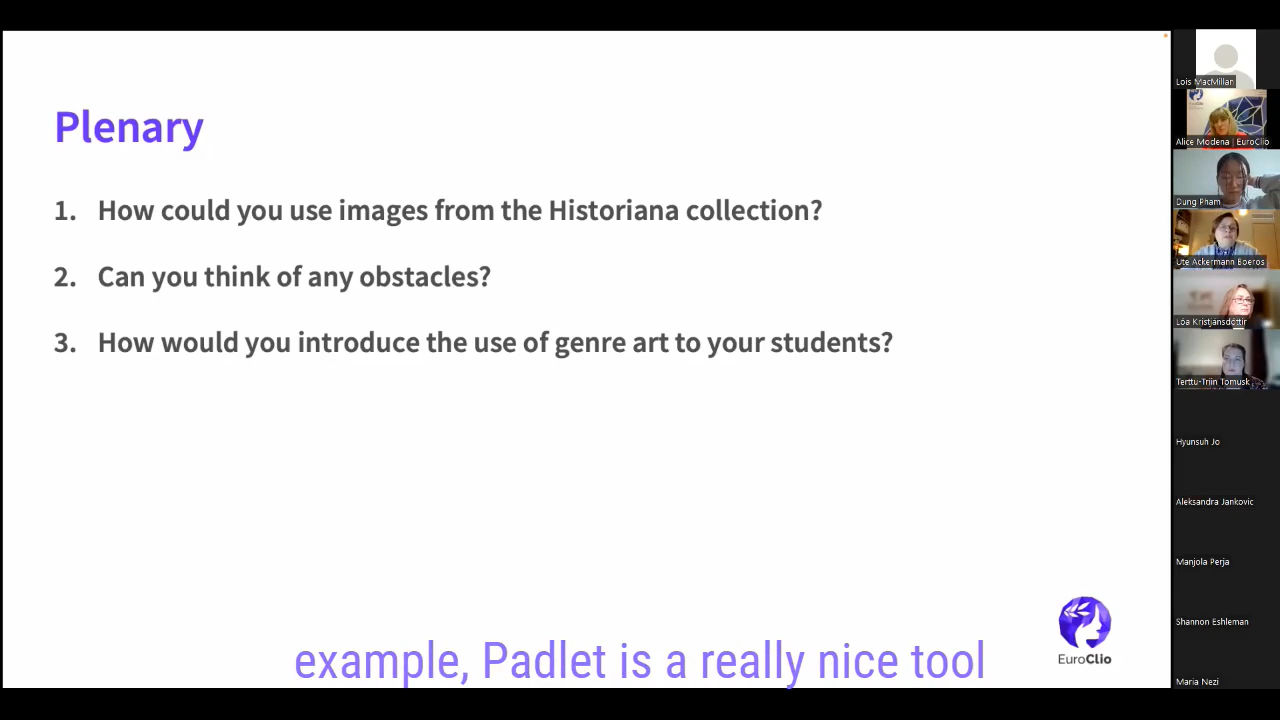 Plenary
1. How could you use images from the Historiana collection?
2. Can you think of any obstacles?
3. How would you introduce the use of genre art to your students?
example, Padlet is a really nice tool
EuroClio
Lois MacMillan
Alice Modena | EuroClio
Dung Pham
Ute Ackermann Boeros
Lóa Kristjánsdóttir
Terttu-Triin Tomusk
Hyunsuh Jo
Aleksandra Jankovic
Manjola Perja
Shannon Eshleman
Maria Nezi